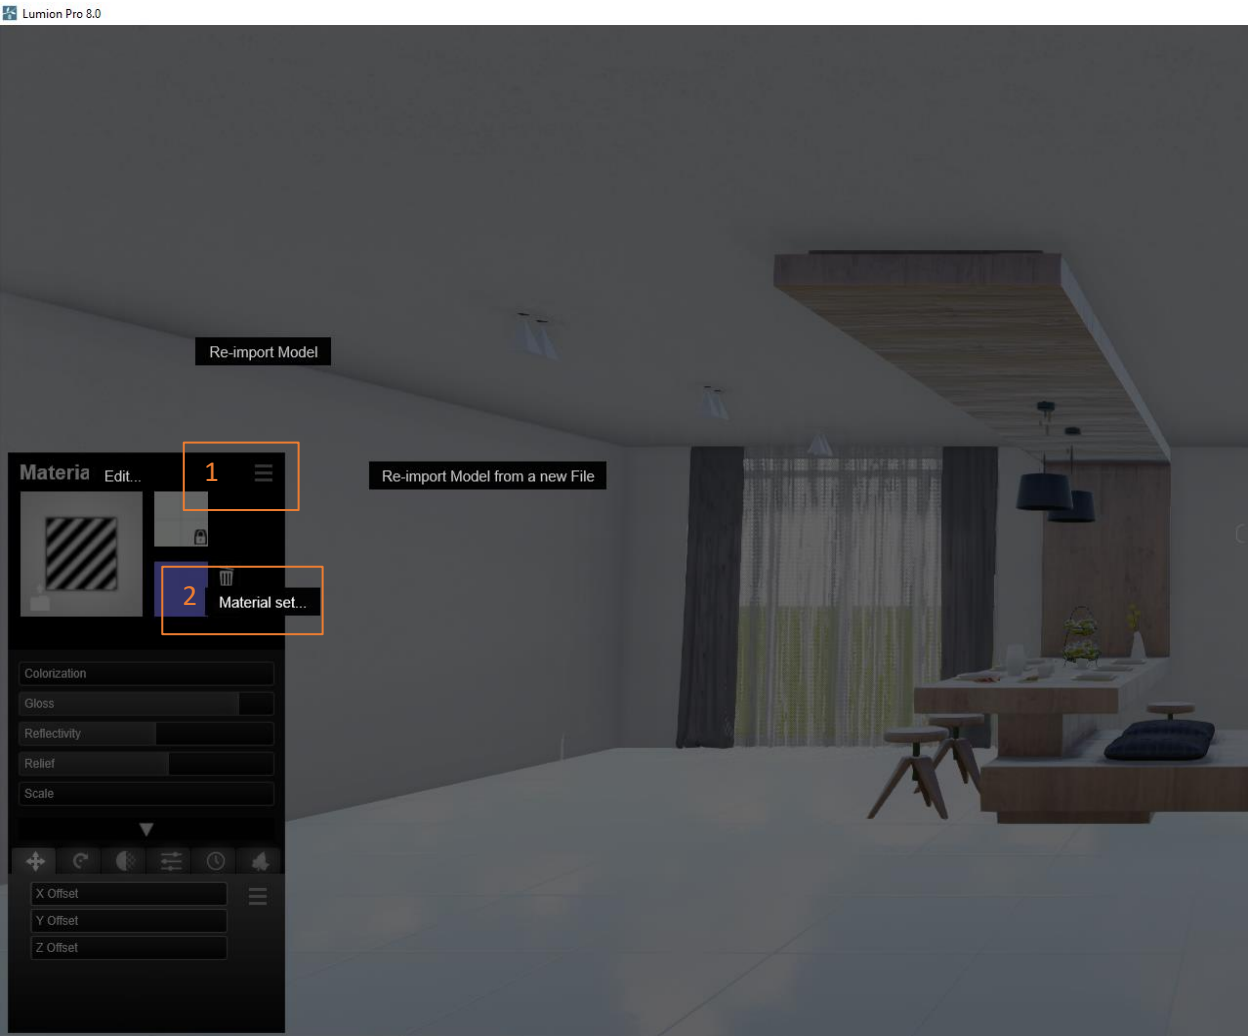 Lumion Pro 8.0
Re-import Model
Materia
Edit...
1
Re-import Model from a new File
2
Material set...
Colorization
Gloss
Reflectivity
Relief
Scale
X Offset
Y Offset
Z Offset